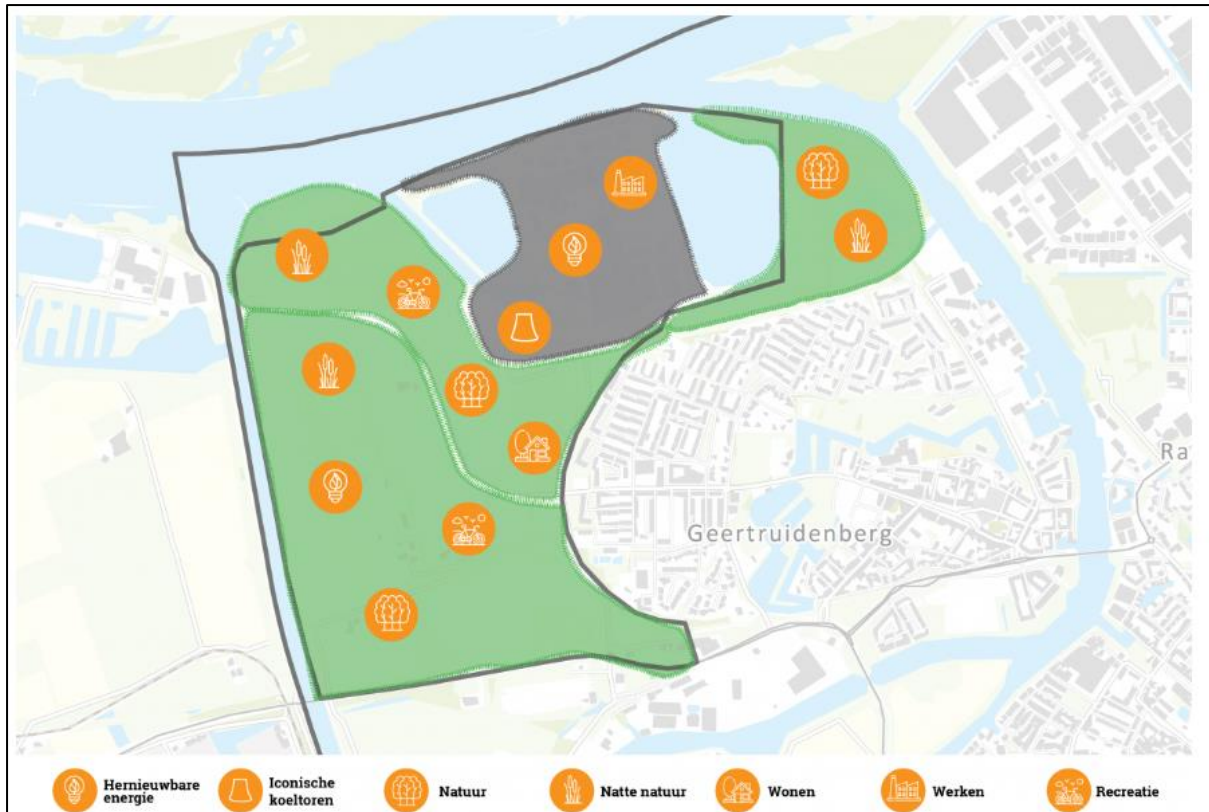 Ra
Geertruidenberg
Hernieuwbare
energie
Iconische
koeltoren
Natuur
Natte natuur
Wonen
Werken
Recreatie